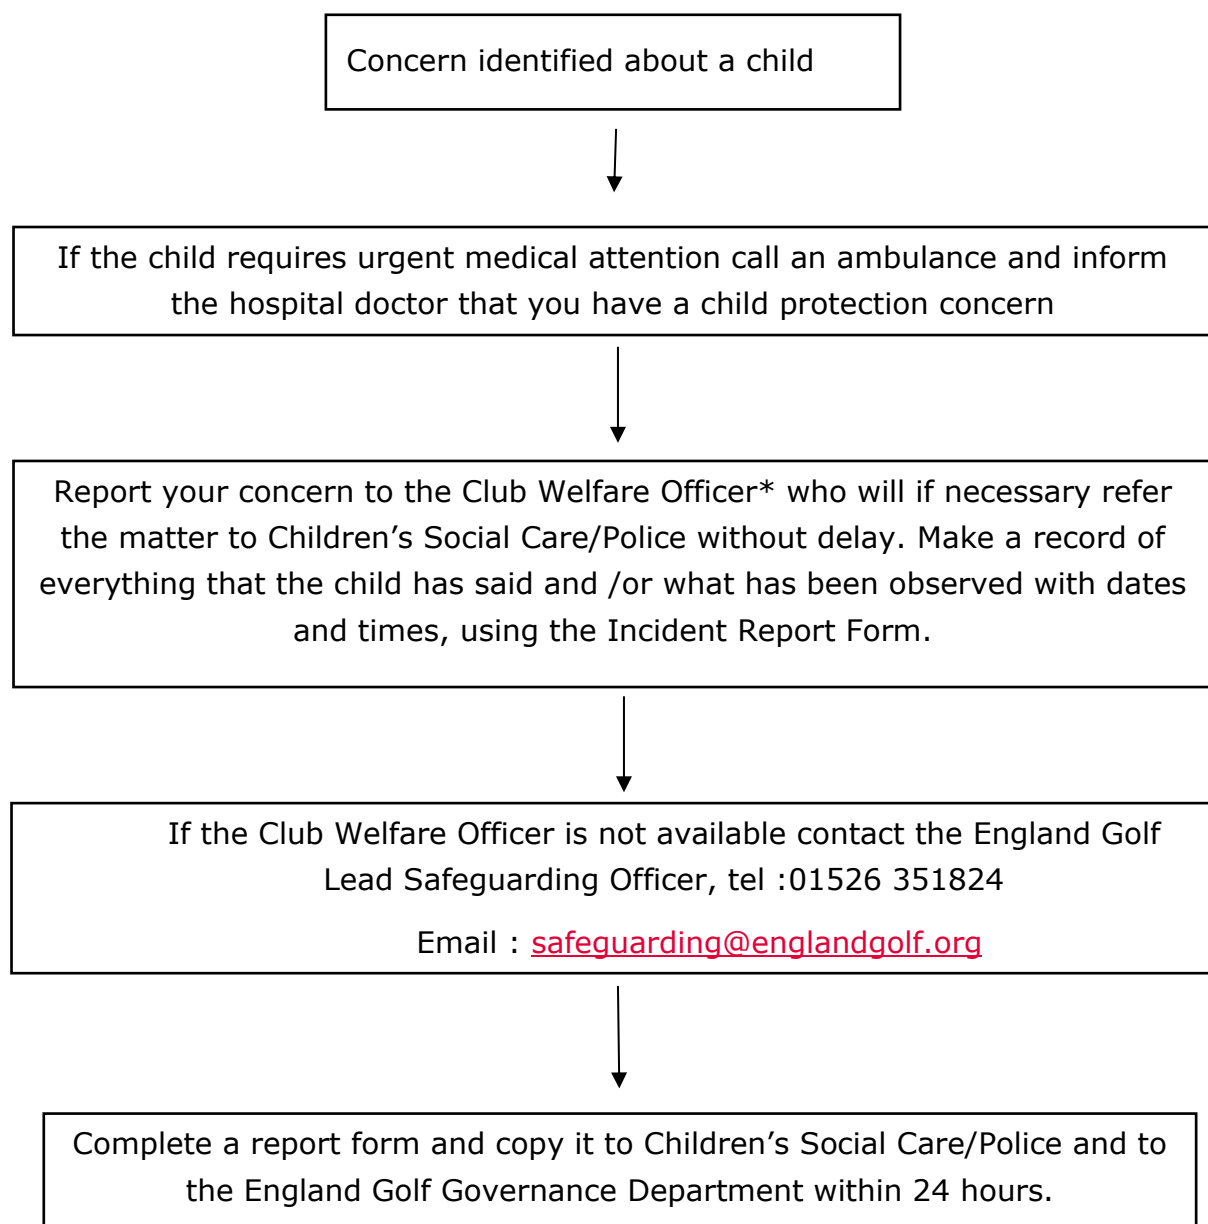 Concern identified about a child
If the child requires urgent medical attention call an ambulance and inform
the hospital doctor that you have a child protection concern
Report your concern to the Club Welfare Officer* who will if necessary refer
the matter to Children’s Social Care/Police without delay. Make a record of
everything that the child has said and /or what has been observed with dates
and times, using the Incident Report Form.
If the Club Welfare Officer is not available contact the England Golf
Lead Safeguarding Officer, tel :01526 351824
Email : safeguarding@englandgolf.org
Complete a report form and copy it to Children’s Social Care/Police and to
the England Golf Governance Department within 24 hours.